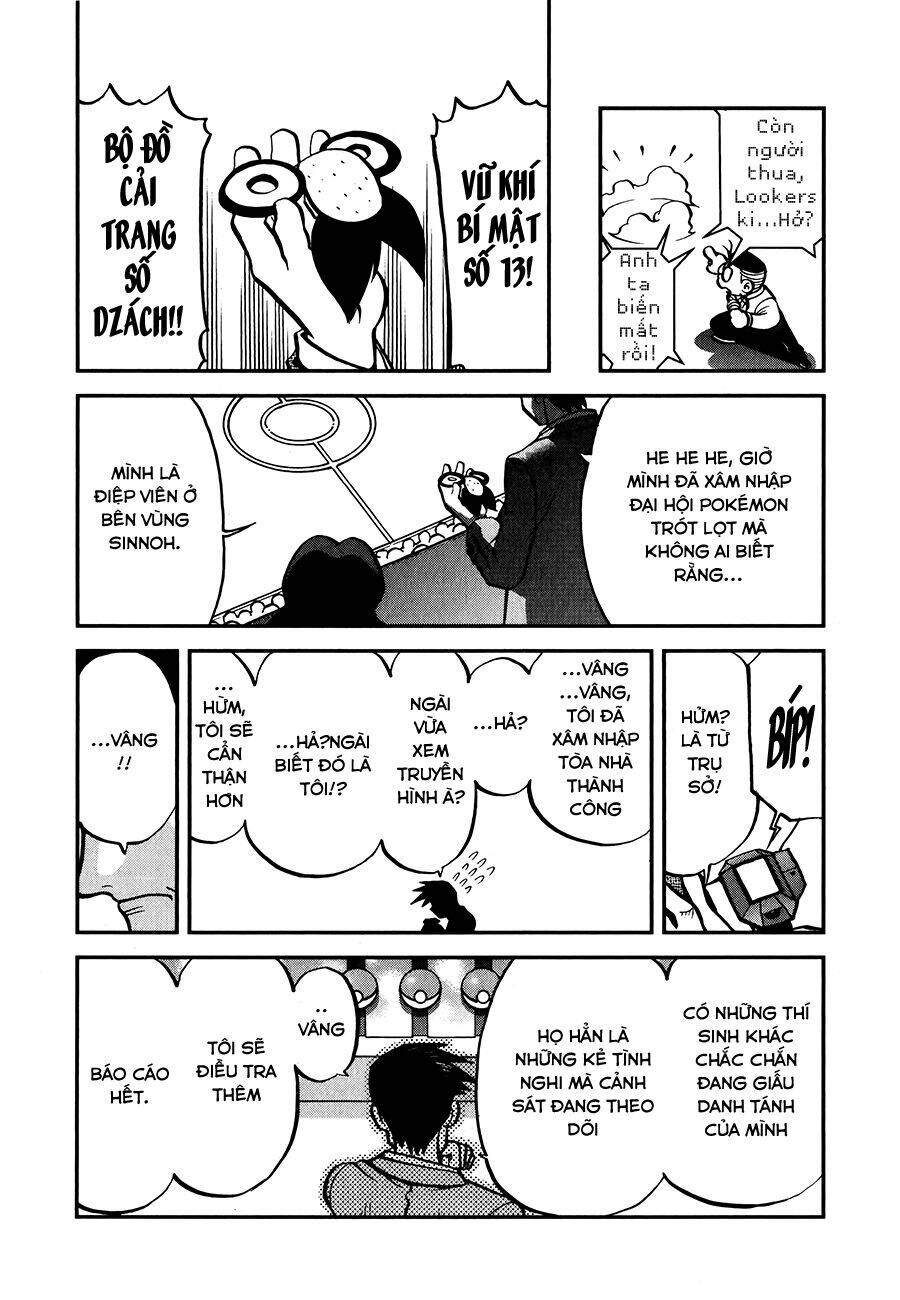 Còn
người
thua,
Lookers
ki...Hở?
Anh
ta
biến
mất
rồi!
VŨ KHÍ
BÍ MẬT
SỐ 13!
BỘ ĐỒ
CẢI
TRANG
SỐ
DZÁCH!!
HE HE HE, GIỜ
MÌNH ĐÃ XÂM NHẬP
ĐẠI HỘI POKÉMON
TRÓT LỌT MÀ
KHÔNG AI BIẾT
RẰNG...
MÌNH LÀ
ĐIỆP VIÊN Ở
BÊN VÙNG
SINNOH.
BÍP!
HỬM?
LÀ TỪ
TRỤ
SỞ!
...VÂNG
...VÂNG,
TÔI ĐÃ
XÂM NHẬP
TÒA NHÀ
THÀNH
CÔNG
...HẢ?
NGÀI
VỪA
XEM
TRUYỀN
HÌNH À?
...HẢ?NGÀI
BIẾT ĐÓ LÀ
TÔI!?
...
HỪM,
TÔI SẼ
CẨN
THẬN
HƠN
...VÂNG
!!
CÓ NHỮNG THÍ
SINH KHÁC
CHẮC CHẮN
ĐANG GIẤU
DANH TÁNH
CỦA MÌNH
HỌ HẲN LÀ
NHỮNG KẺ TÌNH
NGHI MÀ CẢNH
SÁT ĐANG THEO
DÕI
..
VÂNG
TÔI SẼ
ĐIỀU TRA
THÊM
BÁO CÁO
HẾT.